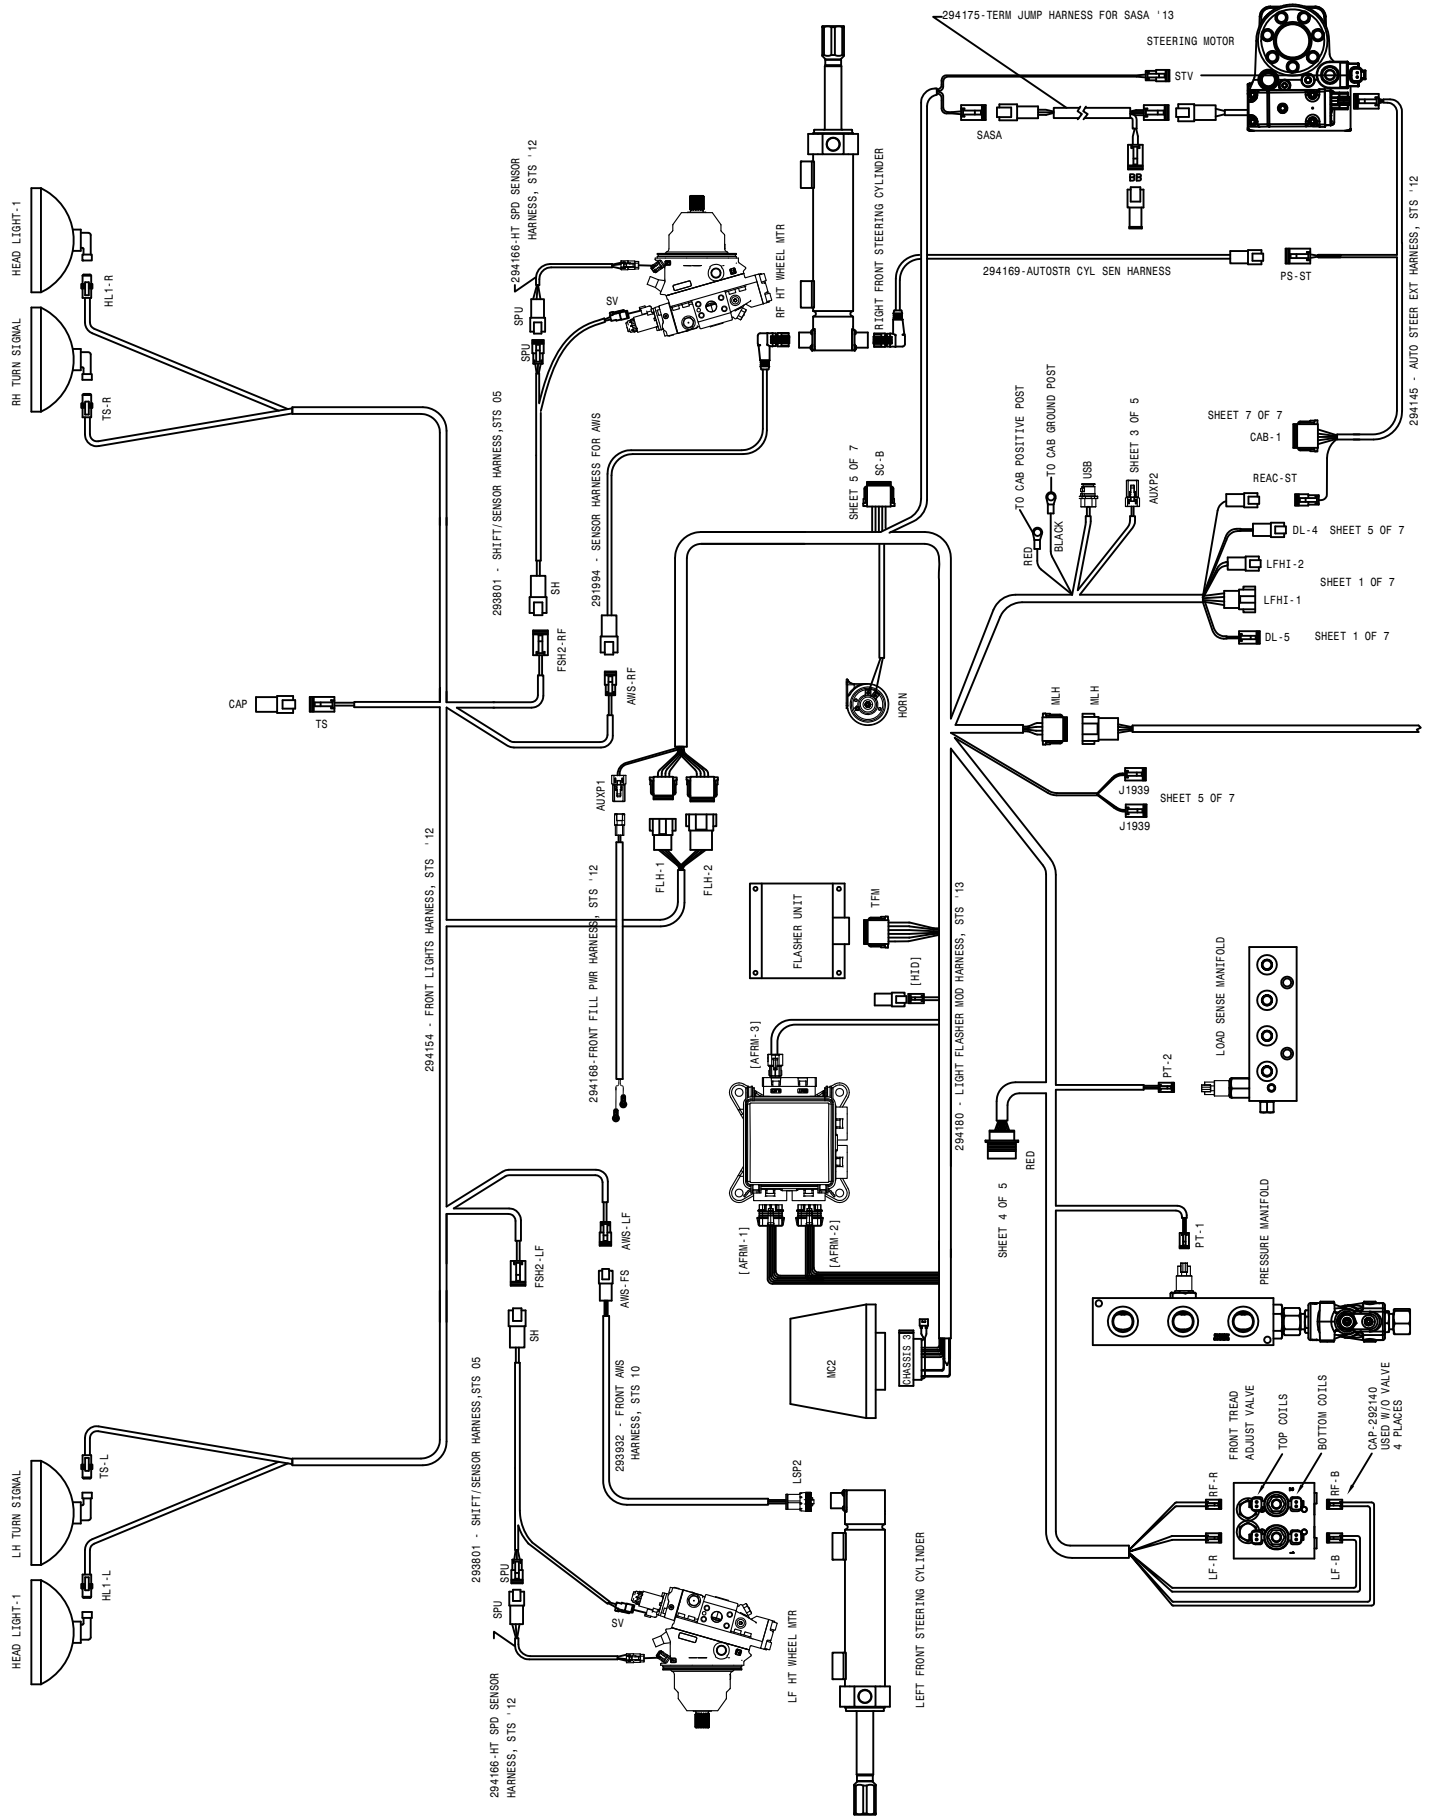 294175-TERM JUMP HARNESS FOR SASA '13
STEERING MOTOR
STV
SASA
BB
294169-AUTOSTR CYL SEN HARNESS
PS-ST
294145 - AUTO STEER EXT HARNESS, STS '12
SHEET 7 OF 7
CAB-1
REAC-ST
DL-4 SHEET 5 OF 7
LFHI-2
SHEET 1 OF 7
LFHI-1
DL-5 SHEET 1 OF 7
HEAD LIGHT-1
HL1-R
RH TURN SIGNAL
TS-R
294166-HT SPD SENSOR
HARNESS, STS '12
SPU
SPU
SV
RF HT WHEEL MTR
RIGHT FRONT STEERING CYLINDER
293801 - SHIFT/SENSOR HARNESS,STS 05
SH
291994 - SENSOR HARNESS FOR AWS
FSH2-RF
AWS-RF
CAP
TS
SHEET 5 OF 7
SC-B
HORN
TO CAB POSITIVE POST
TO CAB GROUND POST
RED
BLACK
USB
SHEET 3 OF 5
AUXP2
MLH
MLH
J1939
SHEET 5 OF 7
J1939
AUXP1
FLH-1
FLH-2
294154 - FRONT LIGHTS HARNESS, STS '12
294168-FRONT FILL PWR HARNESS, STS '12
FLASHER UNIT
TFM
[HID]
[AFRM-3]
[AFRM-1]
[AFRM-2]
294180 - LIGHT FLASHER MOD HARNESS, STS '13
RED
SHEET 4 OF 5
PT-2
LOAD SENSE MANIFOLD
PT-1
PRESSURE MANIFOLD
MC2
CHASSIS 3
FSH2-LF
AWS-LF
SH
AWS-FS
293801 - SHIFT/SENSOR HARNESS,STS 05
293932 - FRONT AWS
HARNESS, STS 10
LSP2
SPU
SPU
SV
LF HT WHEEL MTR
294166-HT SPD SENSOR
HARNESS, STS '12
LEFT FRONT STEERING CYLINDER
LH TURN SIGNAL
TS-L
HEAD LIGHT-1
HL1-L
FRONT TREAD
ADJUST VALVE
TOP COILS
BOTTOM COILS
CAP-292140
USED W/O VALVE
4 PLACES
RF-R
LF-R
RF-B
LF-B